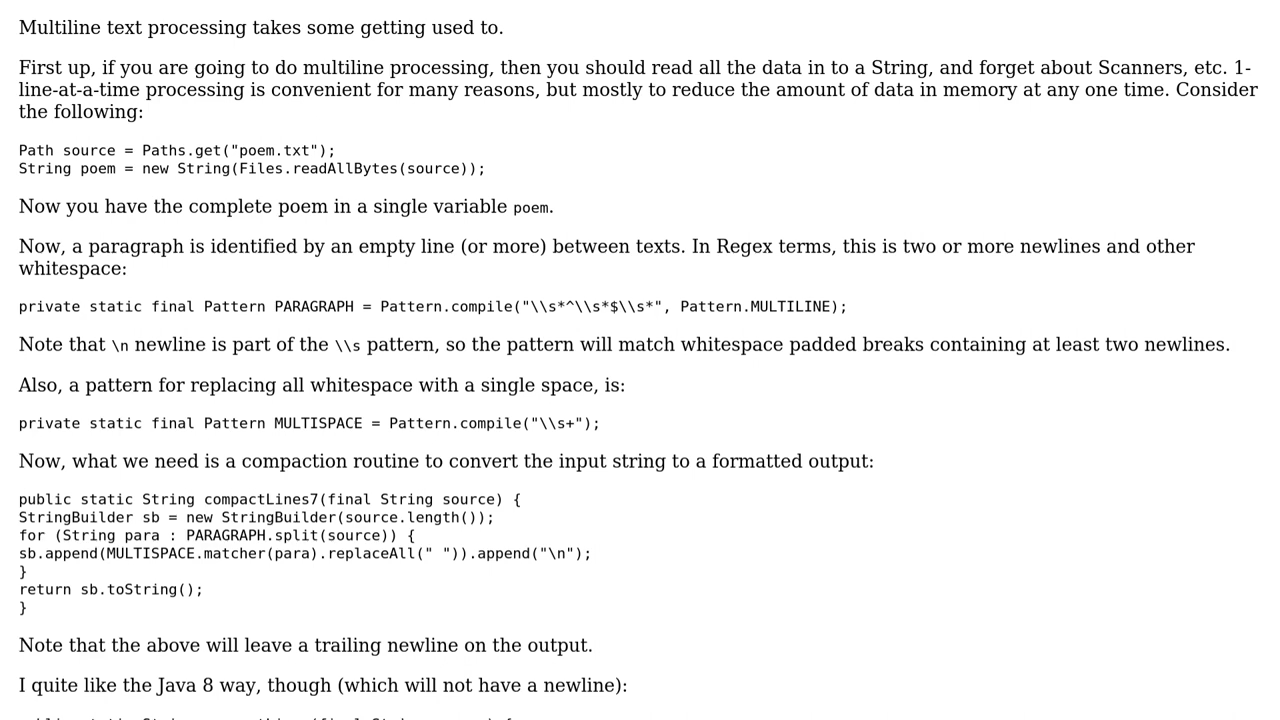 Multiline text processing takes some getting used to.
First up, if you are going to do multiline processing, then you should read all the data in to a String, and forget about Scanners, etc. 1-
line-at-a-time processing is convenient for many reasons, but mostly to reduce the amount of data in memory at any one time. Consider
the following:
Path source = Paths.get("poem.txt");
String poem = new String(Files.readAllBytes(source));
Now you have the complete poem in a single variable poem.
Now, a paragraph is identified by an empty line (or more) between texts. In Regex terms, this is two or more newlines and other
whitespace:
private static final Pattern PARAGRAPH = Pattern.compile("\\s*^\\s*$\\s*", Pattern.MULTILINE);
Note that \n newline is part of the \\s pattern, so the pattern will match whitespace padded breaks containing at least two newlines.
Also, a pattern for replacing all whitespace with a single space, is:
private static final Pattern MULTISPACE = Pattern.compile("\\s+");
Now, what we need is a compaction routine to convert the input string to a formatted output:
public static String compactLines7(final String source) {
StringBuilder sb = new StringBuilder(source.length());
for (String para : PARAGRAPH.split(source)) {
sb.append(MULTISPACE.matcher(para).replaceAll(" ")).append("\n");
}
return sb.toString();
}
Note that the above will leave a trailing newline on the output.
I quite like the Java 8 way, though (which will not have a newline):